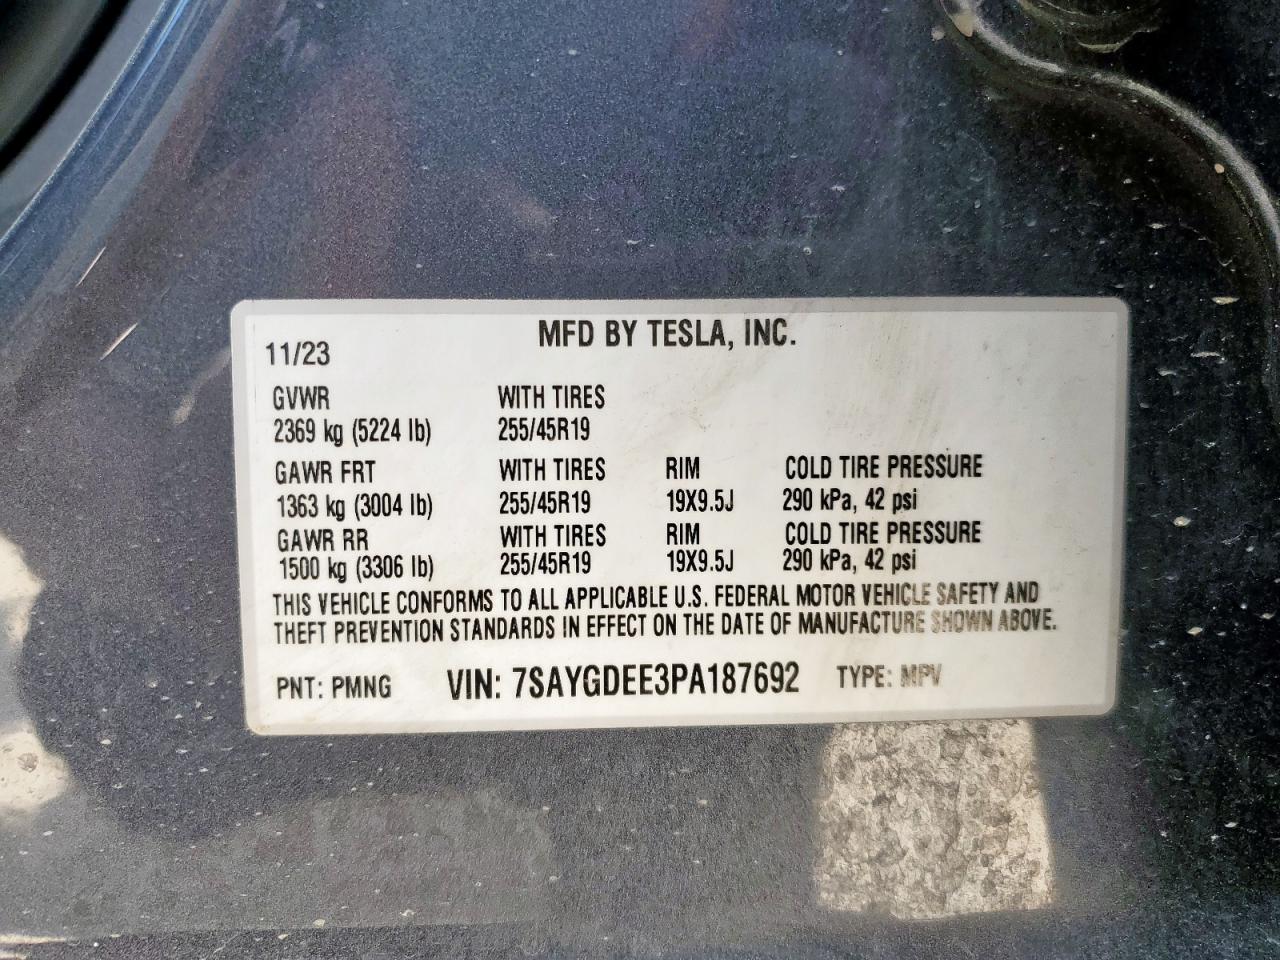 MFD BY TESLA, INC.
11/23
GVWR WITH TIRES
2369 kg (5224 lb) 255/45R19
GAWR FRT WITH TIRES RIM COLD TIRE PRESSURE
1363 kg (3004 lb) 255/45R19 19X9.5J 290 kPa, 42 psi
GAWR RR WITH TIRES RIM COLD TIRE PRESSURE
1500 kg (3306 lb) 255/45R19 19X9.5J 290 kPa, 42 psi
THIS VEHICLE CONFORMS TO ALL APPLICABLE U.S. FEDERAL MOTOR VEHICLE SAFETY AND
THEFT PREVENTION STANDARDS IN EFFECT ON THE DATE OF MANUFACTURE SHOWN ABOVE.
PNT: PMNG VIN: 7SAYGDEE3PA187692 TYPE: MPV